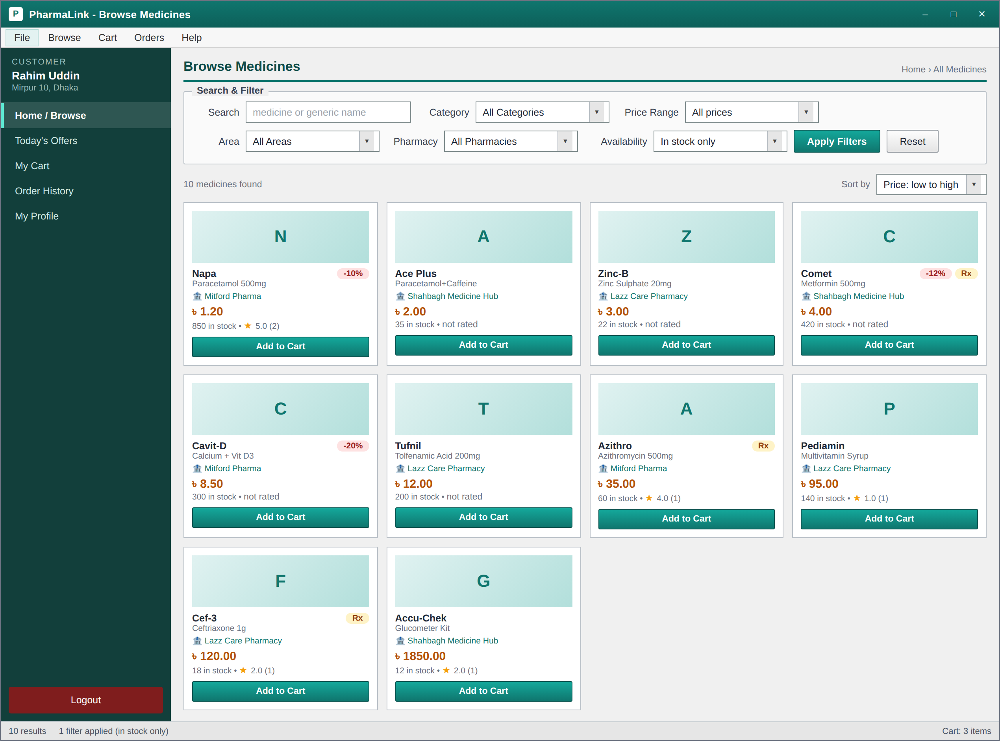 P PharmaLink - Browse Medicines
File Browse Cart Orders Help
CUSTOMER
Rahim Uddin
Mirpur 10, Dhaka
Home / Browse
Today's Offers
My Cart
Order History
My Profile
Logout
Browse Medicines
Home › All Medicines
Search & Filter
Search medicine or generic name Category All Categories Price Range All prices
Area All Areas Pharmacy All Pharmacies Availability In stock only Apply Filters Reset
10 medicines found
Sort by Price: low to high
N
Napa -10%
Paracetamol 500mg
Mitford Pharma
৳ 1.20
850 in stock • ★ 5.0 (2)
Add to Cart
A
Ace Plus
Paracetamol+Caffeine
Shahbagh Medicine Hub
৳ 2.00
35 in stock • not rated
Add to Cart
Z
Zinc-B
Zinc Sulphate 20mg
Lazz Care Pharmacy
৳ 3.00
22 in stock • not rated
Add to Cart
C
Comet -12% Rx
Metformin 500mg
Shahbagh Medicine Hub
৳ 4.00
420 in stock • not rated
Add to Cart
C
Cavit-D -20%
Calcium + Vit D3
Mitford Pharma
৳ 8.50
300 in stock • not rated
Add to Cart
T
Tufnil
Tolfenamic Acid 200mg
Lazz Care Pharmacy
৳ 12.00
200 in stock • not rated
Add to Cart
A
Azithro Rx
Azithromycin 500mg
Mitford Pharma
৳ 35.00
60 in stock • ★ 4.0 (1)
Add to Cart
P
Pediamin
Multivitamin Syrup
Lazz Care Pharmacy
৳ 95.00
140 in stock • ★ 1.0 (1)
Add to Cart
F
Cef-3 Rx
Ceftriaxone 1g
Lazz Care Pharmacy
৳ 120.00
18 in stock • ★ 2.0 (1)
Add to Cart
G
Accu-Chek
Glucometer Kit
Shahbagh Medicine Hub
৳ 1850.00
12 in stock • ★ 2.0 (1)
Add to Cart
10 results 1 filter applied (in stock only)
Cart: 3 items